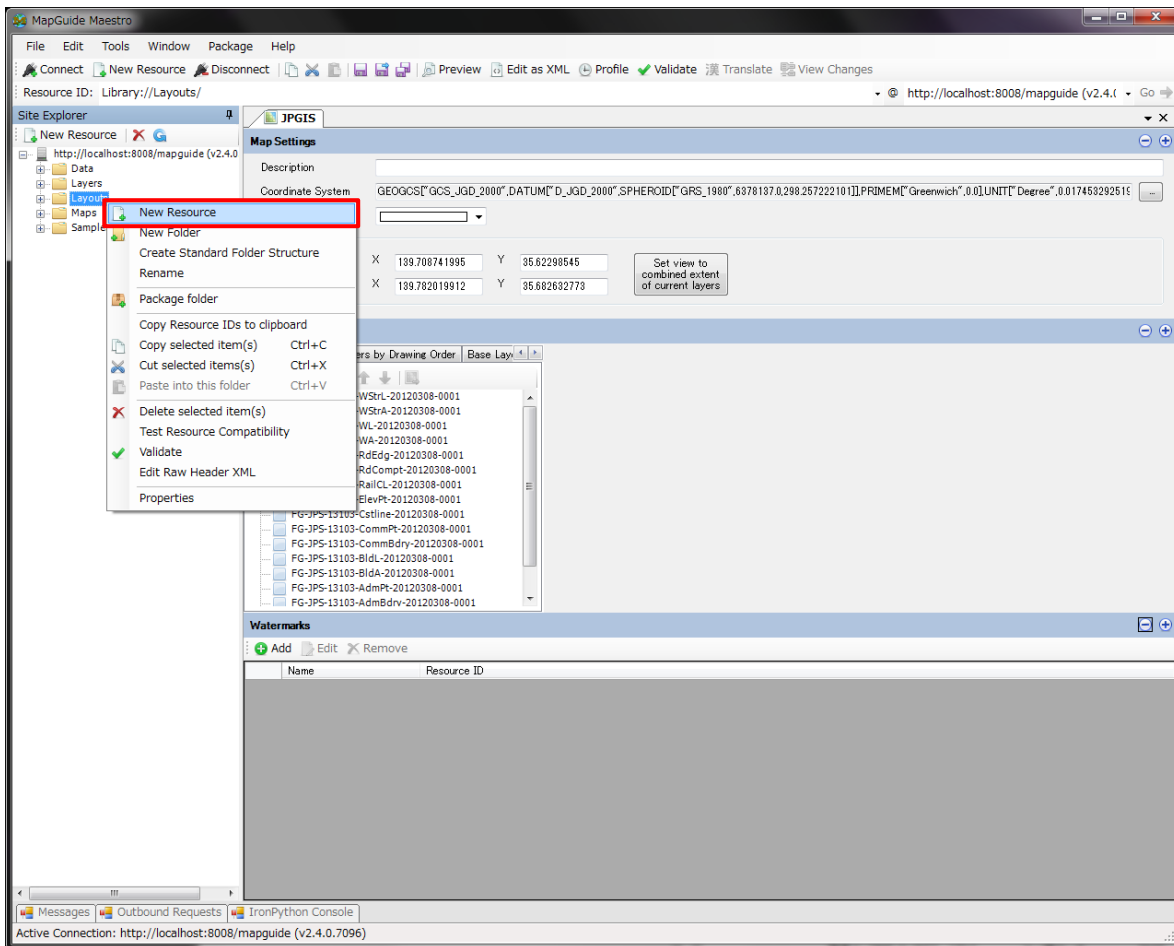 MapGuide Maestro
File Edit Tools Window Package Help
Connect New Resource Disconnect Preview Edit as XML Profile Validate 漢 Translate View Changes
Resource ID: Library://Layouts/ @ http://localhost:8008/mapguide (v2.4.( Go
Site Explorer
JPGIS
New Resource
Map Settings
http://localhost:8008/mapguide (v2.4.0
Data
Description
Layers
Coordinate System GEOGCS["GCS_JGD_2000",DATUM["D_JGD_2000",SPHEROID["GRS_1980",6378137.0,298.257222101]],PRIMEM["Greenwich",0.0],UNIT["Degree",0.01745329251 ...
Layout
Maps
Sample
New Resource
New Folder
Create Standard Folder Structure
Rename
Package folder
Copy Resource IDs to clipboard
Copy selected item(s) Ctrl+C
Cut selected items(s) Ctrl+X
Paste into this folder Ctrl+V
Delete selected item(s)
Test Resource Compatibility
Validate
Edit Raw Header XML
Properties
X 139.708741995 Y 35.62298545
X 139.782019912 Y 35.682632773
Set view to
combined extent
of current layers
ers by Drawing Order Base Lay
WStrL-20120308-0001
WStrA-20120308-0001
WL-20120308-0001
WA-20120308-0001
RdEdg-20120308-0001
RdCompt-20120308-0001
RailCL-20120308-0001
ElevPt-20120308-0001
FG-JPS-13103-Cstline-20120308-0001
FG-JPS-13103-CommPt-20120308-0001
FG-JPS-13103-CommBdry-20120308-0001
FG-JPS-13103-BldL-20120308-0001
FG-JPS-13103-BldA-20120308-0001
FG-JPS-13103-AdmPt-20120308-0001
FG-JPS-13103-AdmBdry-20120308-0001
Watermarks
Add Edit Remove
Name Resource ID
Messages Outbound Requests IronPython Console
Active Connection: http://localhost:8008/mapguide (v2.4.0.7096)